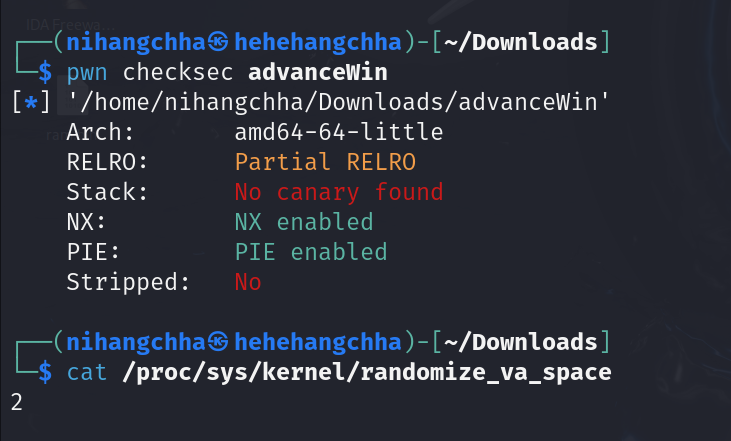 JDA Freewa...
┌──(nihangchha㉿hehehangchha)-[~/Downloads]
└─$ pwn checksec advanceWin
[*] '/home/nihangchha/Downloads/advanceWin'
    Arch:       amd64-64-little
    RELRO:      Partial RELRO
    Stack:      No canary found
    NX:         NX enabled
    PIE:        PIE enabled
    Stripped:   No
┌──(nihangchha㉿hehehangchha)-[~/Downloads]
└─$ cat /proc/sys/kernel/randomize_va_space
2